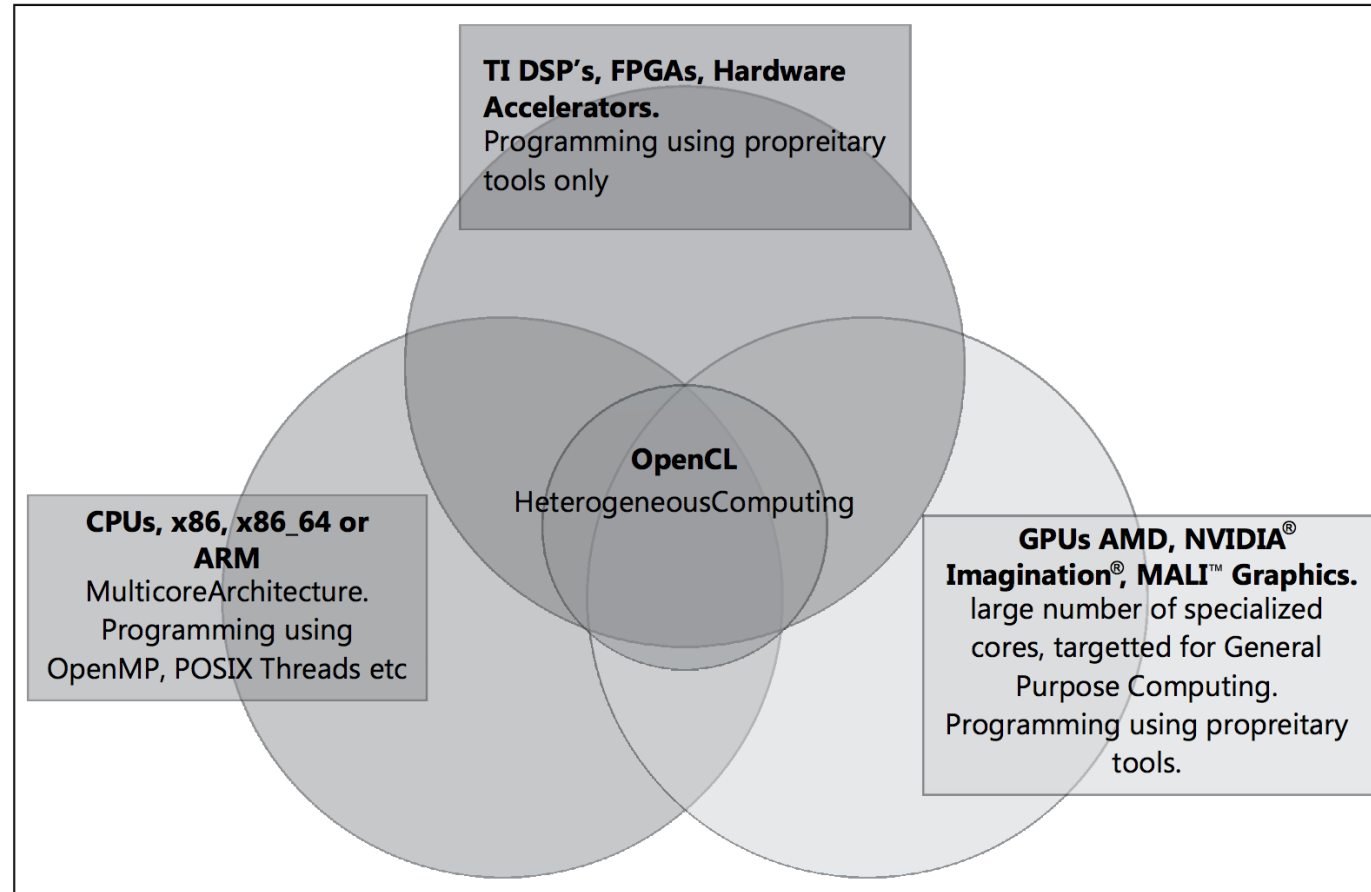 TI DSP’s, FPGAs, Hardware
Accelerators.
Programming using propreitary
tools only
OpenCL
HeterogeneousComputing
CPUs, x86, x86_64 or
ARM
MulticoreArchitecture.
Programming using
OpenMP, POSIX Threads etc
GPUs AMD, NVIDIA®
Imagination®, MALI™ Graphics.
large number of specialized
cores, targetted for General
Purpose Computing.
Programming using propreitary
tools.